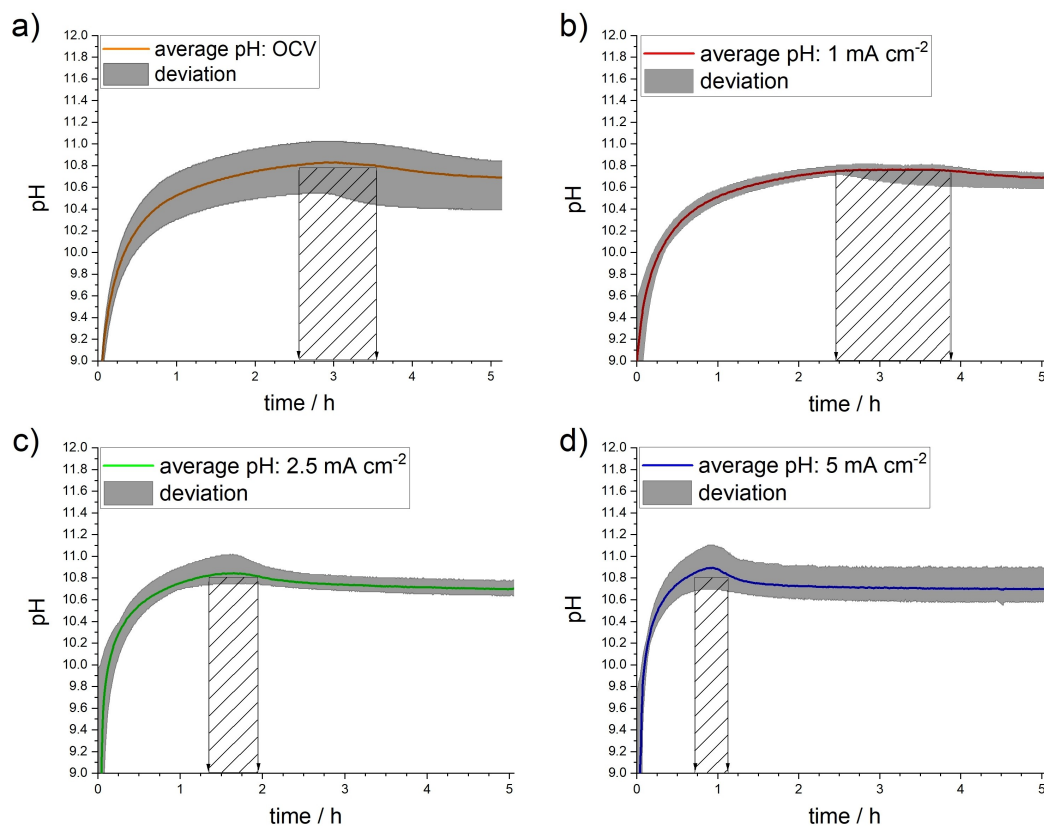 a)
average pH: OCV
deviation
12.0
11.8
11.6
11.4
11.2
11.0
10.8
10.6
10.4
10.2
10.0
9.8
9.6
9.4
9.2
9.0
pH
0 1 2 3 4 5
time / h
b)
average pH: 1 mA cm⁻²
deviation
12.0
11.8
11.6
11.4
11.2
11.0
10.8
10.6
10.4
10.2
10.0
9.8
9.6
9.4
9.2
9.0
pH
0 1 2 3 4 5
time / h
c)
average pH: 2.5 mA cm⁻²
deviation
12.0
11.8
11.6
11.4
11.2
11.0
10.8
10.6
10.4
10.2
10.0
9.8
9.6
9.4
9.2
9.0
pH
0 1 2 3 4 5
time / h
d)
average pH: 5 mA cm⁻²
deviation
12.0
11.8
11.6
11.4
11.2
11.0
10.8
10.6
10.4
10.2
10.0
9.8
9.6
9.4
9.2
9.0
pH
0 1 2 3 4 5
time / h